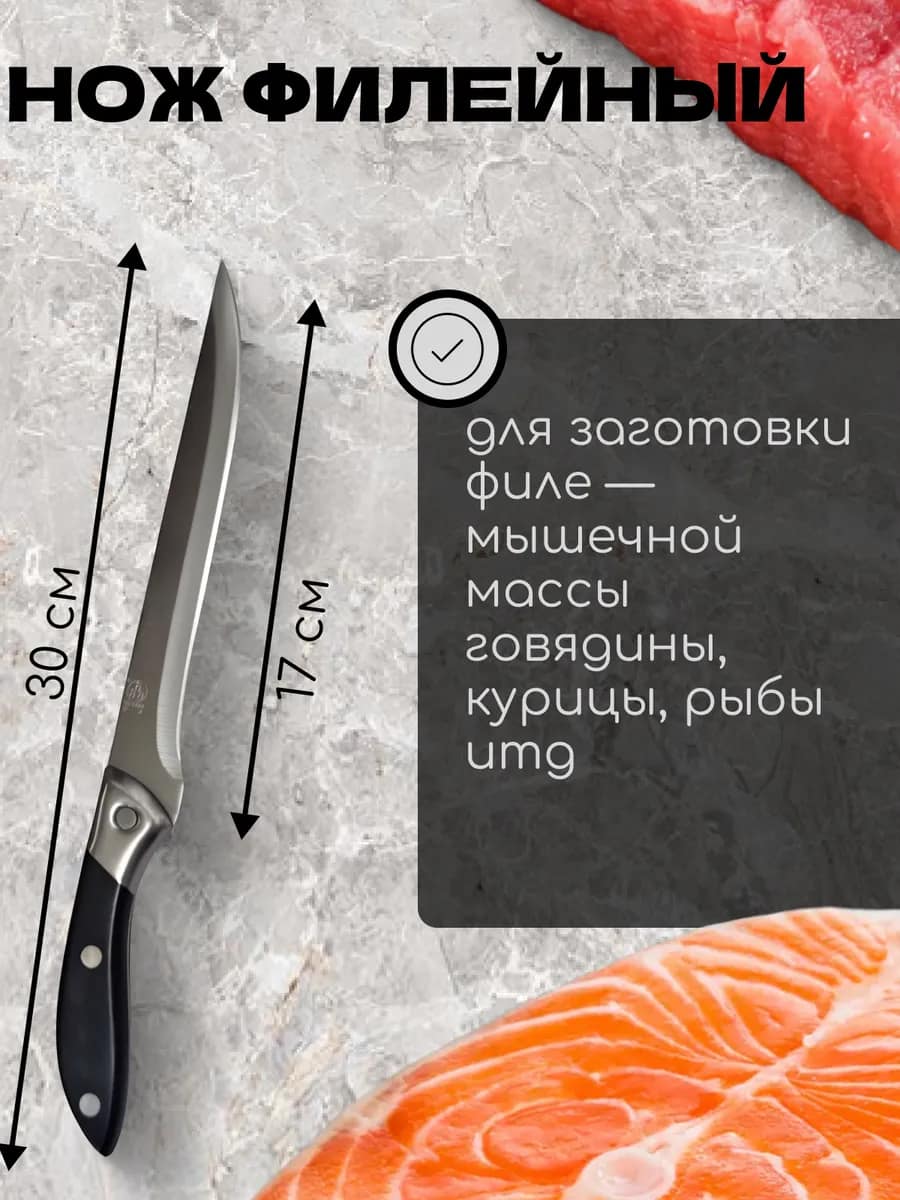 НОЖ ФИЛЕЙНЫЙ
30 см
17 см
для заготовки
филе —
мышечной
массы
говядины,
курицы, рыбы
итд